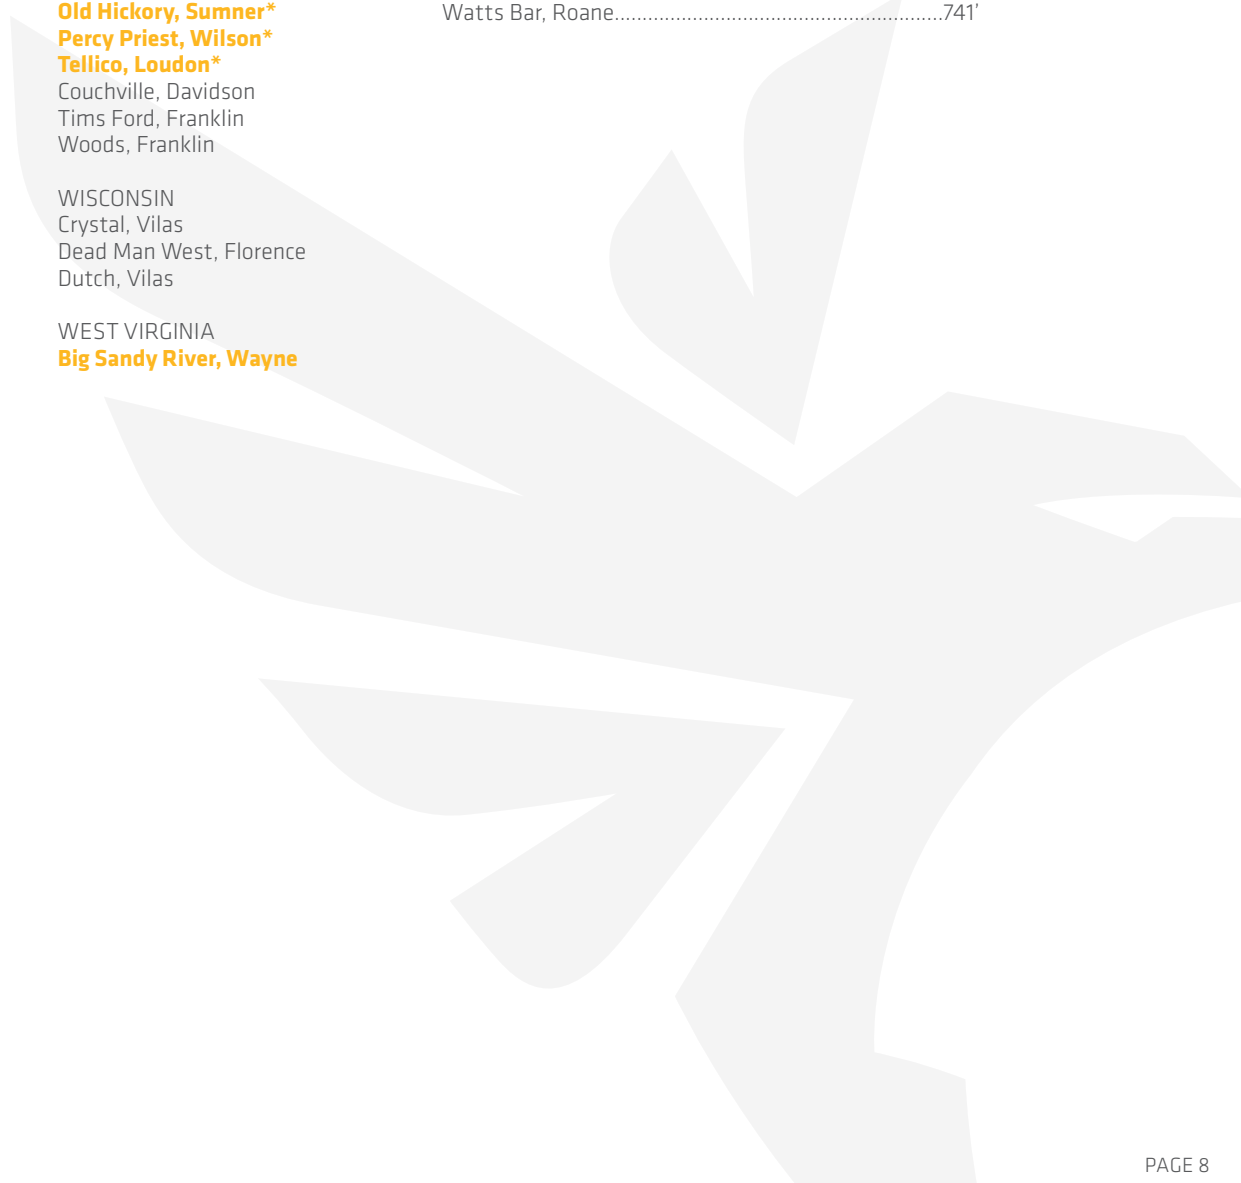 Old Hickory, Sumner*
Percy Priest, Wilson*
Tellico, Loudon*
Couchville, Davidson
Tims Ford, Franklin
Woods, Franklin
WISCONSIN
Crystal, Vilas
Dead Man West, Florence
Dutch, Vilas
WEST VIRGINIA
Big Sandy River, Wayne
Watts Bar, Roane...........................................................741’
PAGE 8